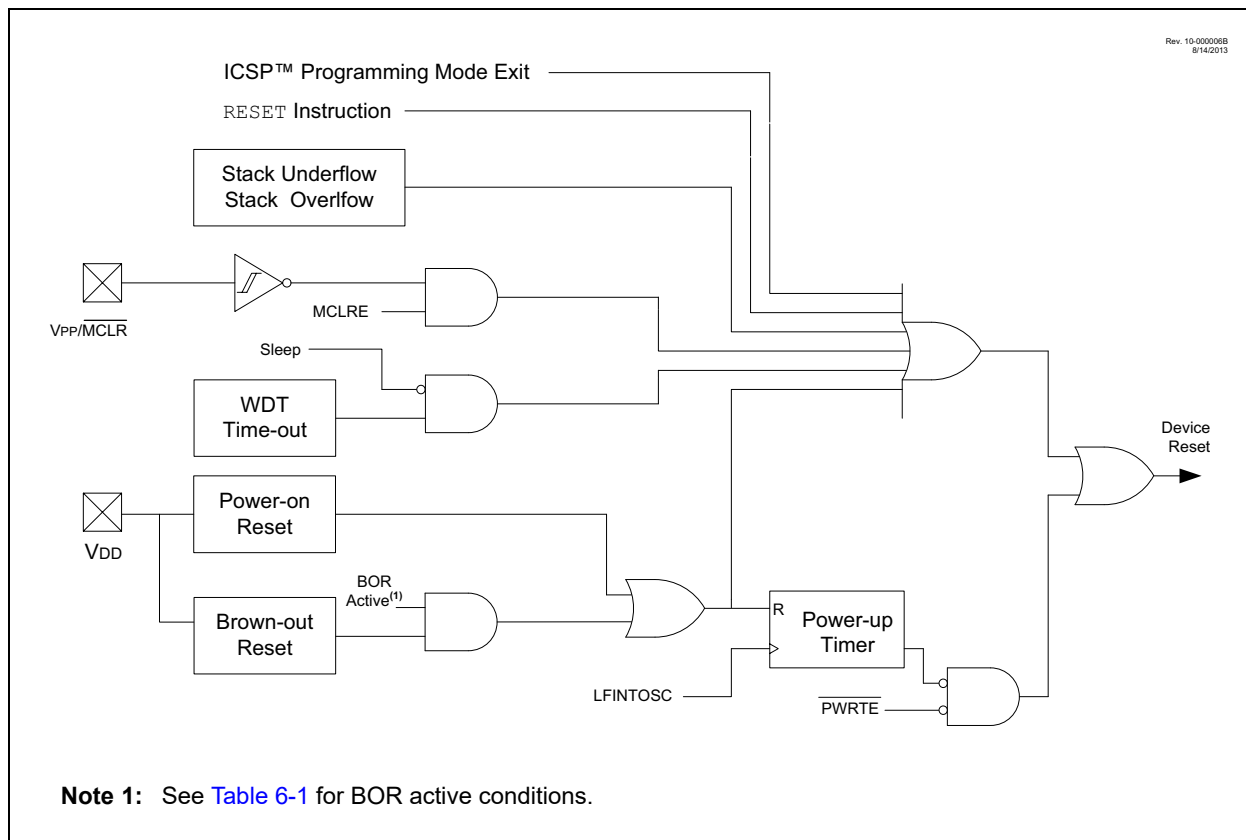 Rev. 10-000006B
8/14/2013
ICSP™ Programming Mode Exit
RESET Instruction
Stack Underflow
Stack Overlfow
VPP/MCLR
MCLRE
Sleep
WDT
Time-out
Device
Reset
Power-on
Reset
VDD
BOR
Active(1)
Brown-out
Reset
R
Power-up
Timer
LFINTOSC
PWRTE
Note 1: See Table 6-1 for BOR active conditions.